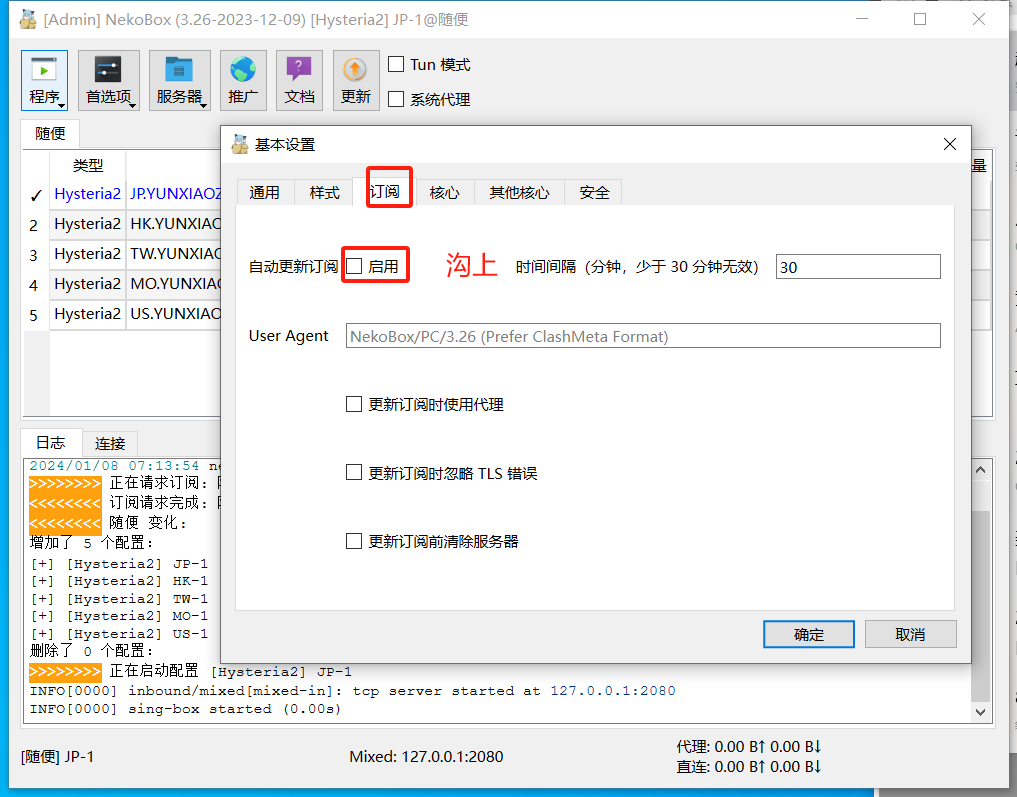 [Admin] NekoBox (3.26-2023-12-09) [Hysteria2] JP-1@随便
程序 首选项 服务器 推广 文档 更新
Tun 模式
系统代理
随便
类型
量
✓ Hysteria2 JP.YUNXIAOZ
2 Hysteria2 HK.YUNXIAO
3 Hysteria2 TW.YUNXIAO
4 Hysteria2 MO.YUNXIAO
5 Hysteria2 US.YUNXIAO
基本设置
通用 样式 订阅 核心 其他核心 安全
自动更新订阅 启用 沟上 时间间隔（分钟，少于 30 分钟无效） 30
User Agent NekoBox/PC/3.26 (Prefer ClashMeta Format)
更新订阅时使用代理
更新订阅时忽略 TLS 错误
更新订阅前清除服务器
确定 取消
日志 连接
2024/01/08 07:13:54 ne
>>>>>>>> 正在请求订阅:
<<<<<<<< 订阅请求完成:
<<<<<<<< 随便 变化:
增加了 5 个配置:
[+] [Hysteria2] JP-1
[+] [Hysteria2] HK-1
[+] [Hysteria2] TW-1
[+] [Hysteria2] MO-1
[+] [Hysteria2] US-1
删除了 0 个配置:
>>>>>>>> 正在启动配置 [Hysteria2] JP-1
INFO[0000] inbound/mixed[mixed-in]: tcp server started at 127.0.0.1:2080
INFO[0000] sing-box started (0.00s)
[随便] JP-1
Mixed: 127.0.0.1:2080
代理: 0.00 B↑ 0.00 B↓
直连: 0.00 B↑ 0.00 B↓